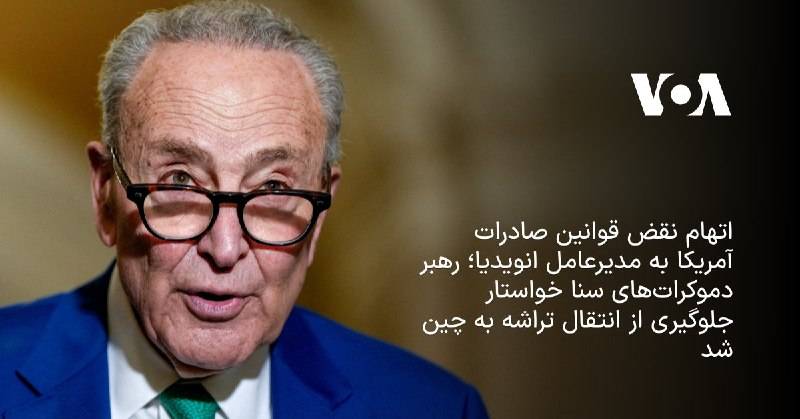 VOA
اتهام نقض قوانین صادرات
آمریکا به مدیرعامل انویدیا؛ رهبر
دموکرات‌های سنا خواستار
جلوگیری از انتقال تراشه به چین
شد